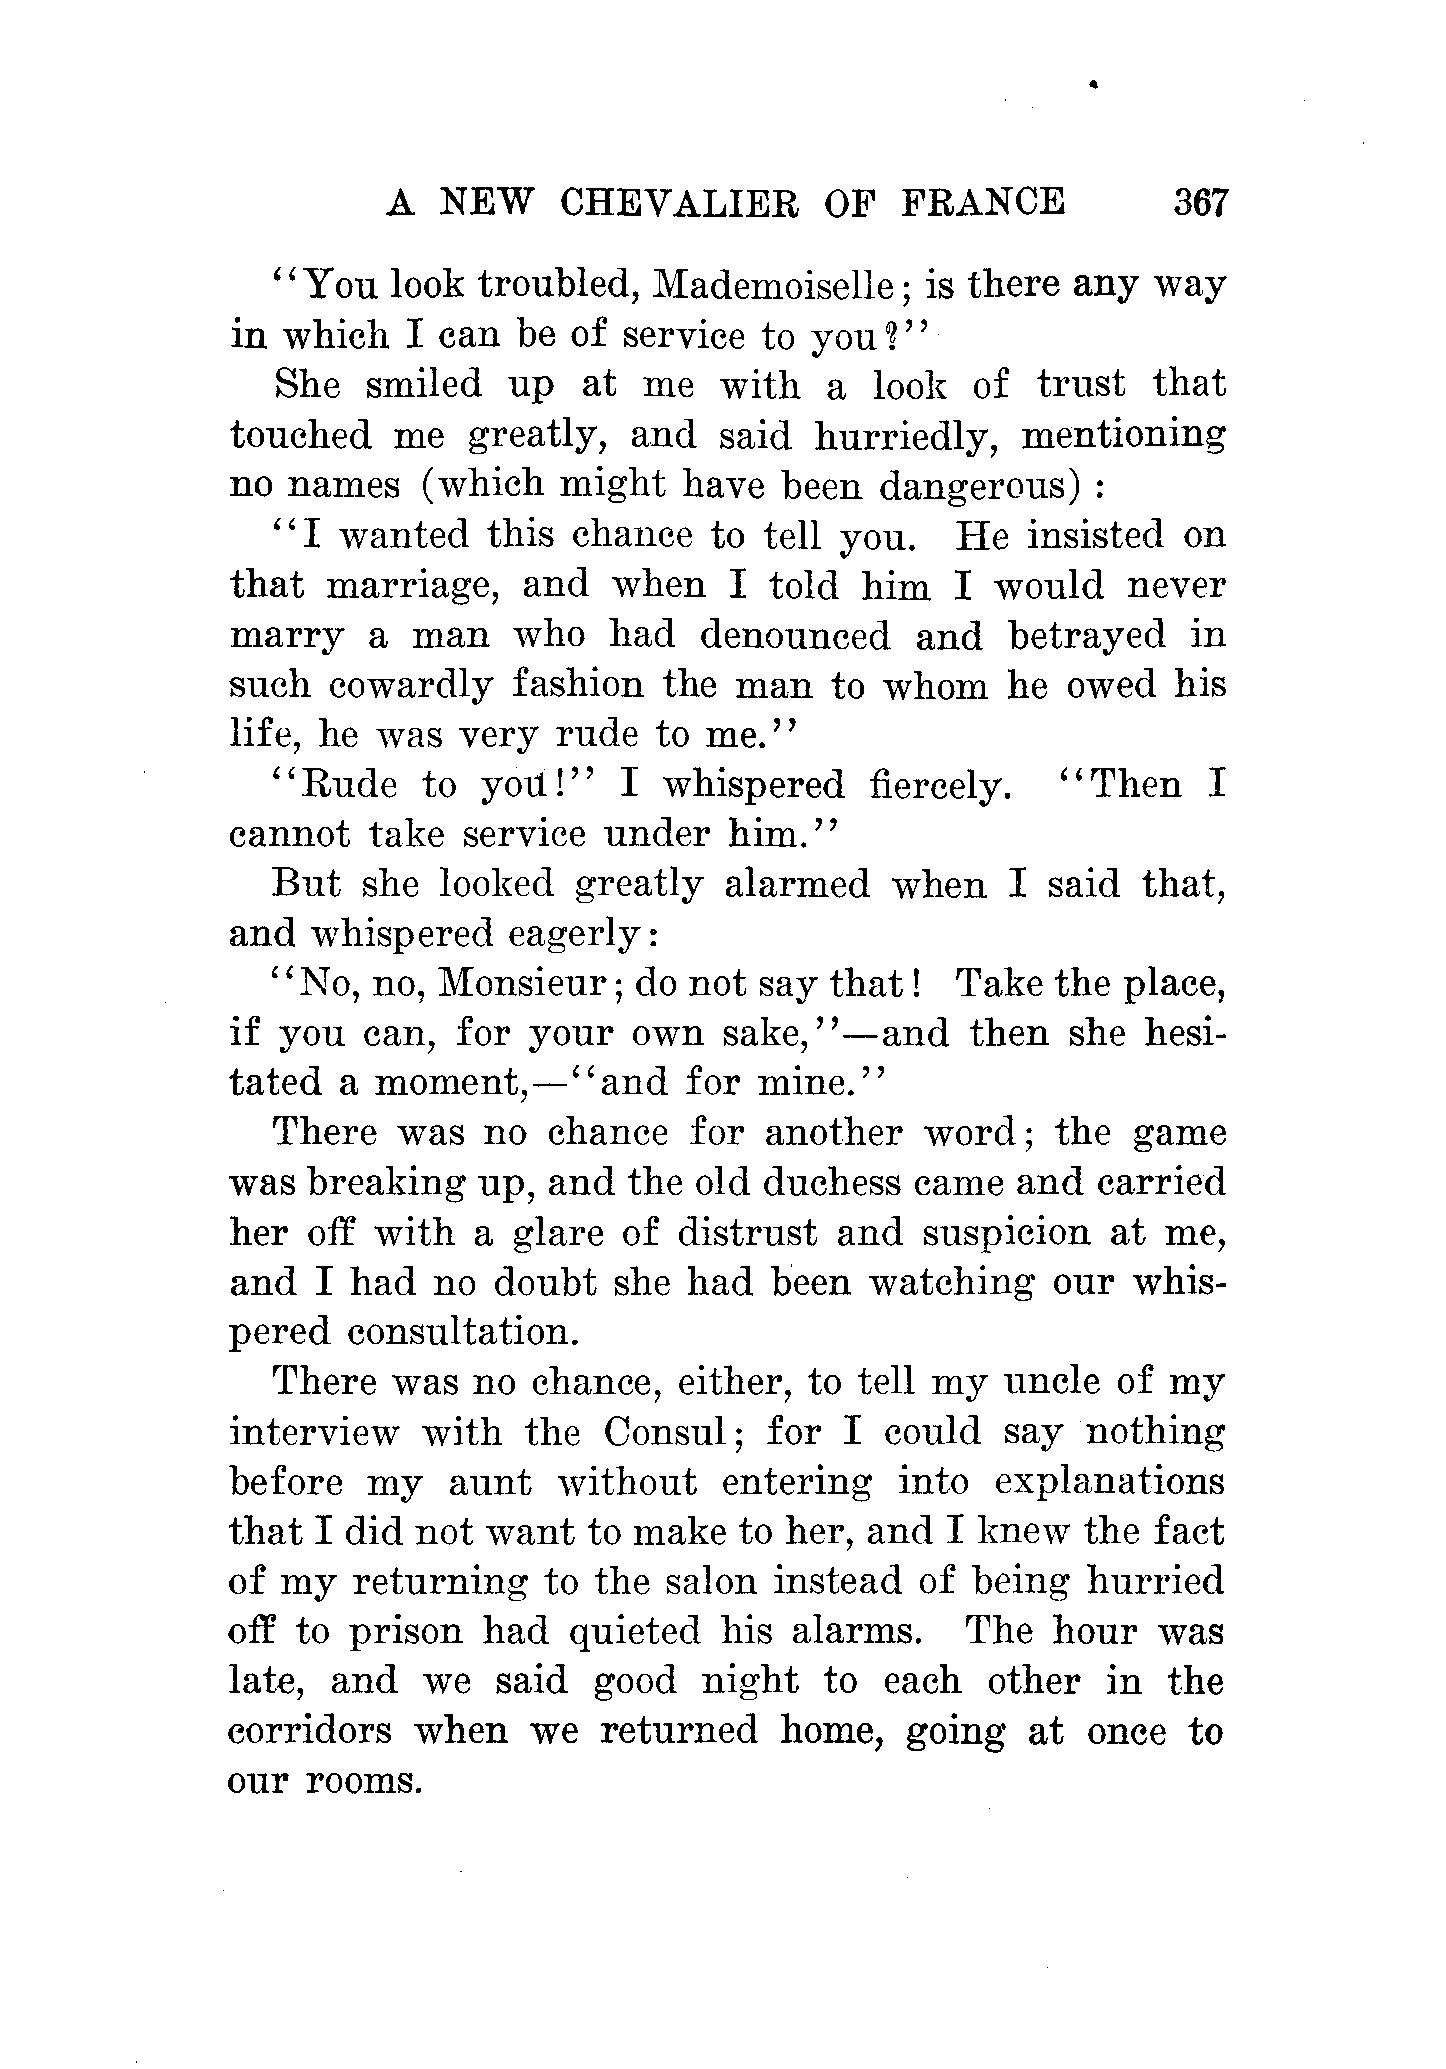 A NEW CHEVALIER OF FRANCE 367
"You look troubled, Mademoiselle; is there any way
in which I can be of service to you?"
She smiled up at me with a look of trust that
touched me greatly, and said hurriedly, mentioning
no names (which might have been dangerous) :
"I wanted this chance to tell you. He insisted on
that marriage, and when I told him I would never
marry a man who had denounced and betrayed in
such cowardly fashion the man to whom he owed his
life, he was very rude to me."
"Rude to you!" I whispered fiercely. "Then I
cannot take service under him."
But she looked greatly alarmed when I said that,
and whispered eagerly:
"No, no, Monsieur; do not say that! Take the place,
if you can, for your own sake,"—and then she hesi-
tated a moment,—"and for mine."
There was no chance for another word; the game
was breaking up, and the old duchess came and carried
her off with a glare of distrust and suspicion at me,
and I had no doubt she had been watching our whis-
pered consultation.
There was no chance, either, to tell my uncle of my
interview with the Consul; for I could say nothing
before my aunt without entering into explanations
that I did not want to make to her, and I knew the fact
of my returning to the salon instead of being hurried
off to prison had quieted his alarms. The hour was
late, and we said good night to each other in the
corridors when we returned home, going at once to
our rooms.